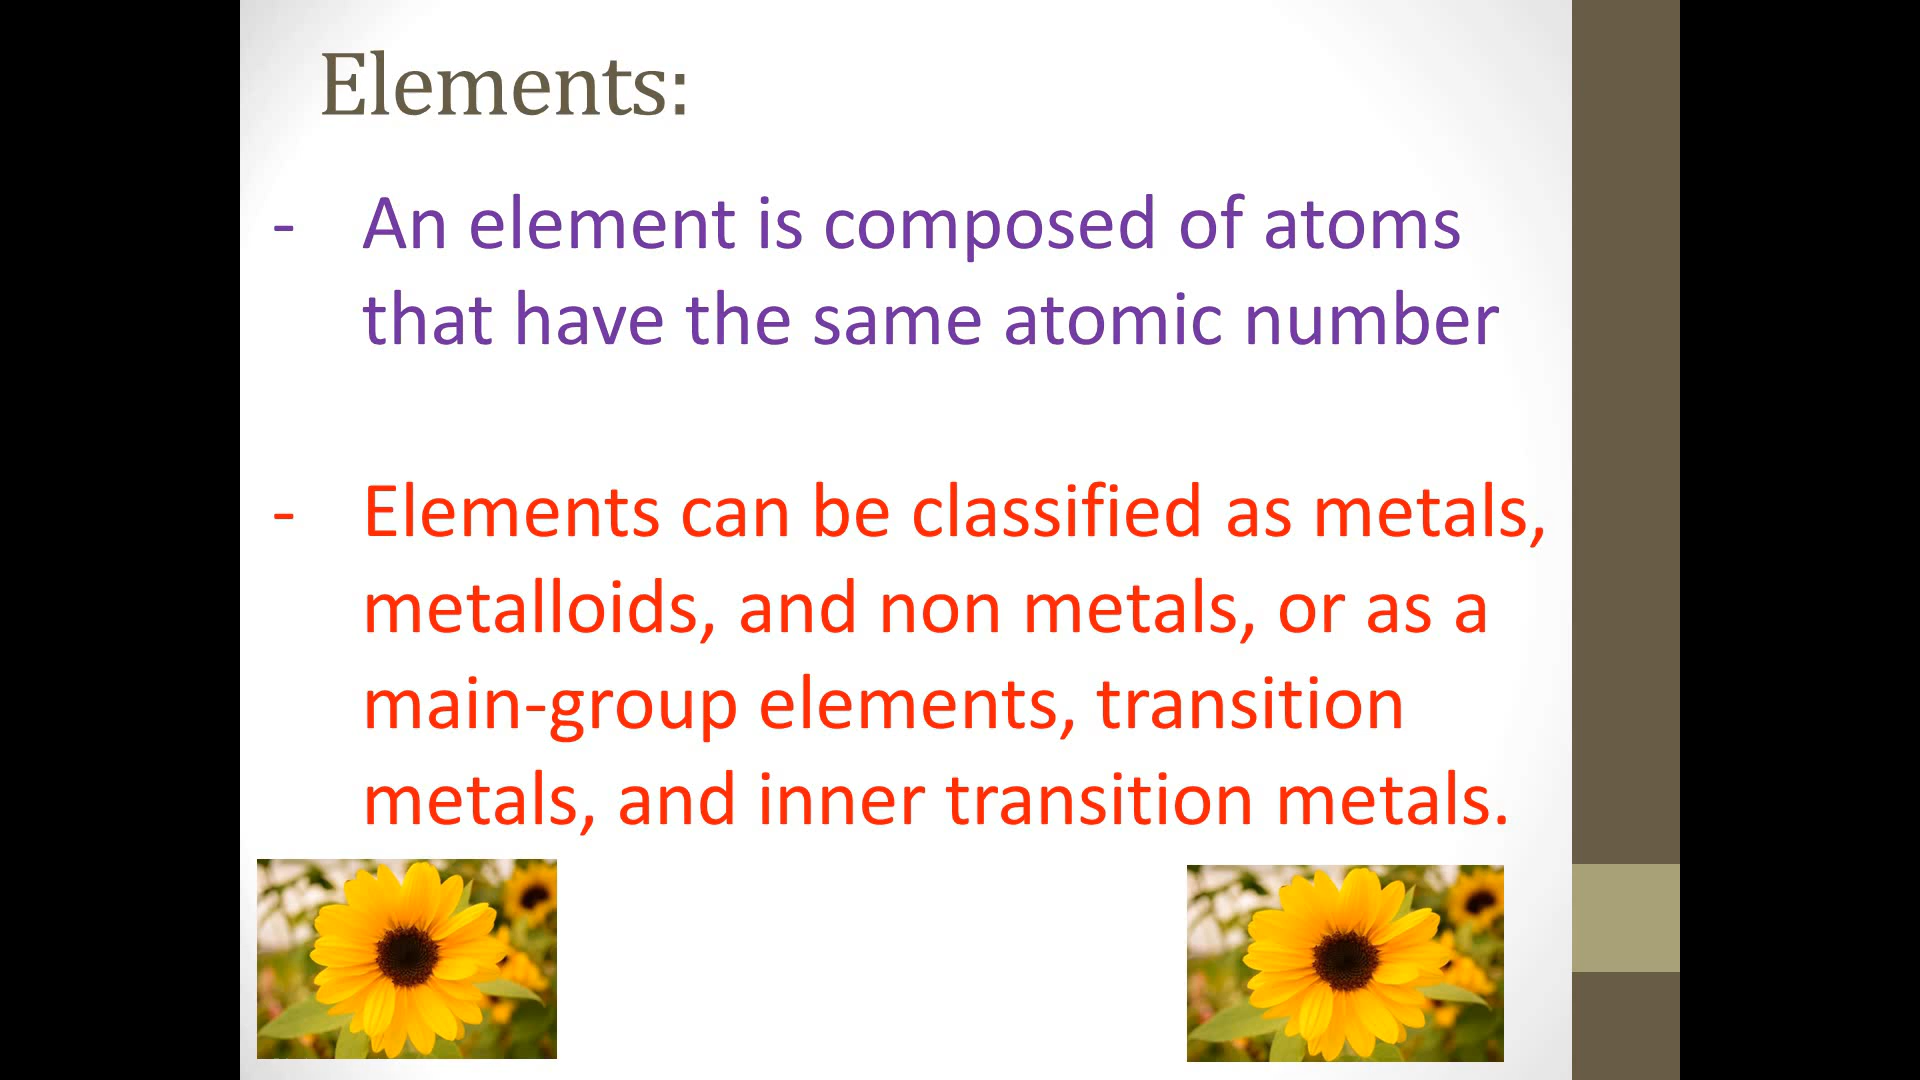 Elements:
- An element is composed of atoms
that have the same atomic number
- Elements can be classified as metals,
metalloids, and non metals, or as a
main-group elements, transition
metals, and inner transition metals.